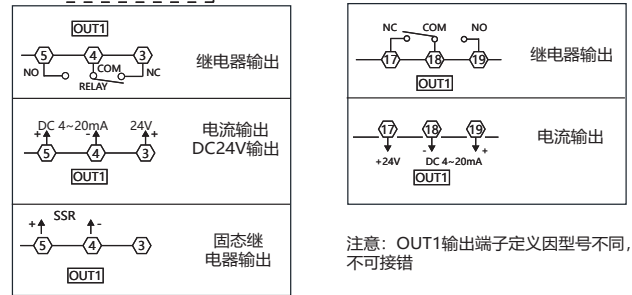 OUT1
5 4 3
NO COM NC
RELAY
继电器输出
DC 4~20mA 24V
+ - +
5 4 3
OUT1
电流输出
DC24V输出
SSR
+ -
5 4 3
OUT1
固态继
电器输出
NC COM NO
17 18 19
OUT1
继电器输出
17 18 19
- +
+24V DC 4~20mA
OUT1
电流输出
注意：OUT1输出端子定义因型号不同，
不可接错